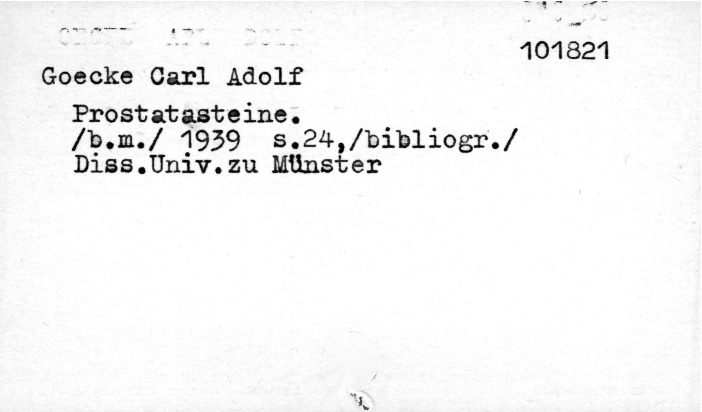 101821
Goecke Carl Adolf
Prostatasteine.
/b.m./ 1939 s.24,/bibliogr./
Diss.Univ.zu Münster